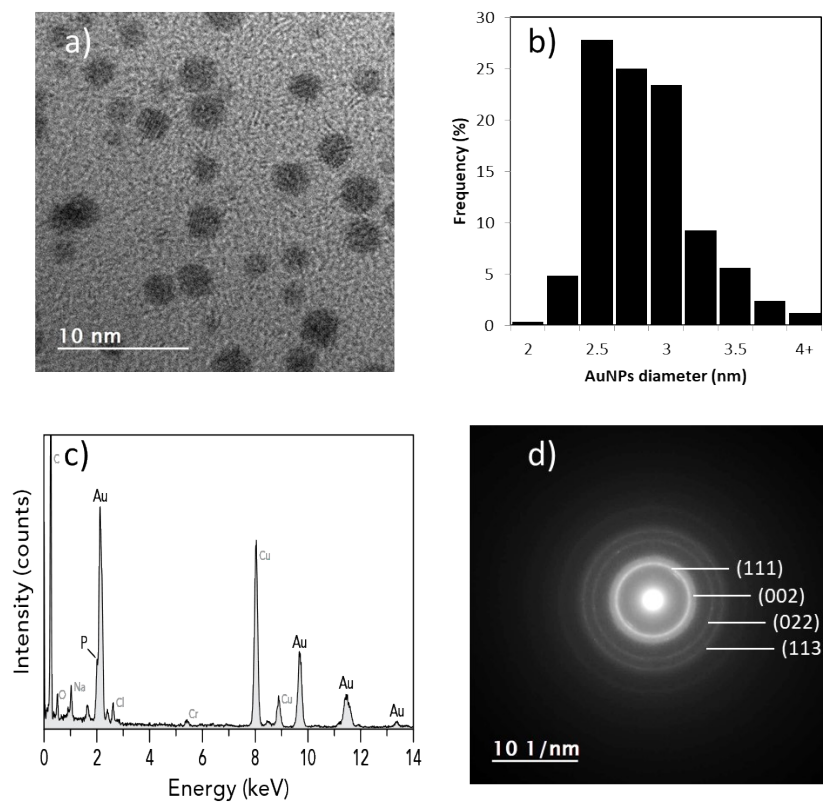 a)
10 nm
b)
Frequency (%)
30
25
20
15
10
5
0
2 2.5 3 3.5 4+
AuNPs diameter (nm)
c)
Intensity (counts)
C
O
Na
P
Au
Cl
Cr
Cu
Cu
Au
Au
Au
0 2 4 6 8 10 12 14
Energy (keV)
d)
(111)
(002)
(022)
(113
10 1/nm